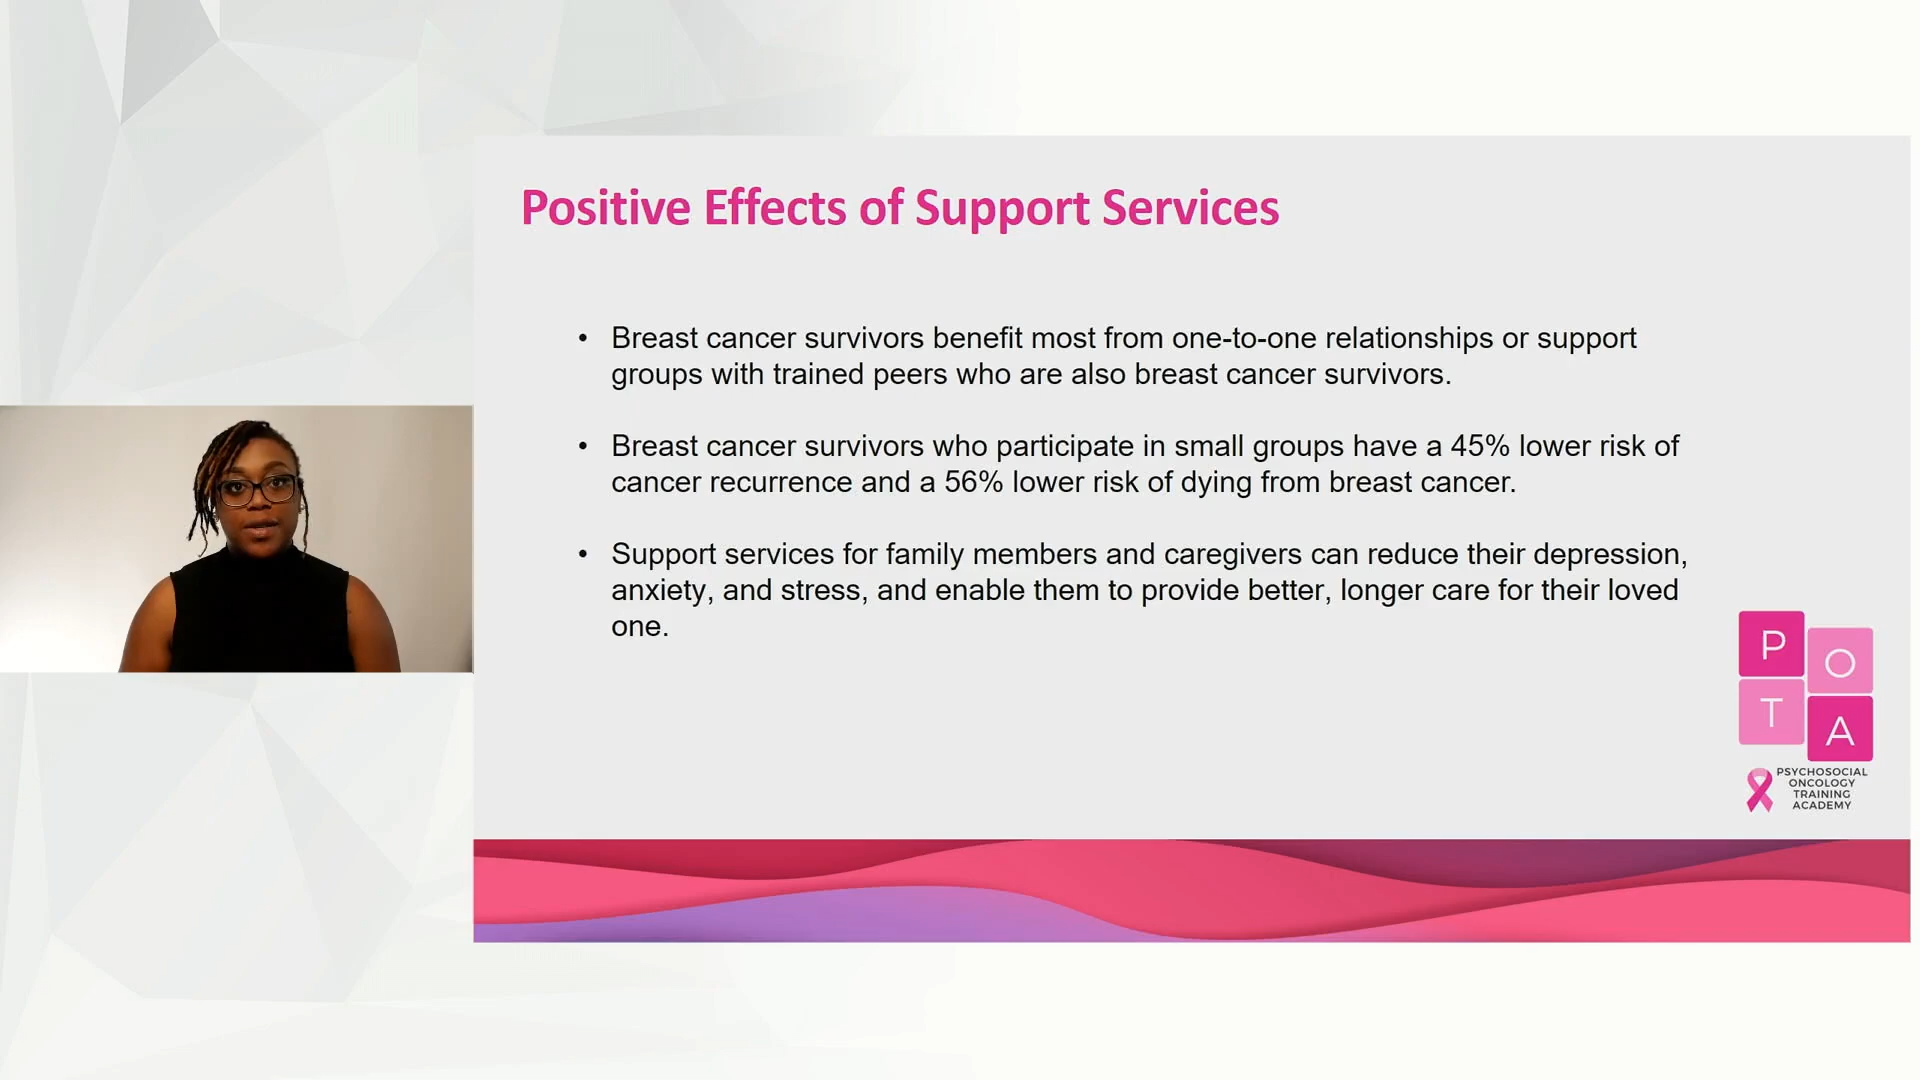 Positive Effects of Support Services
• Breast cancer survivors benefit most from one-to-one relationships or support
groups with trained peers who are also breast cancer survivors.
• Breast cancer survivors who participate in small groups have a 45% lower risk of
cancer recurrence and a 56% lower risk of dying from breast cancer.
• Support services for family members and caregivers can reduce their depression,
anxiety, and stress, and enable them to provide better, longer care for their loved
one.
P O
T A
PSYCHOSOCIAL
ONCOLOGY
TRAINING
ACADEMY